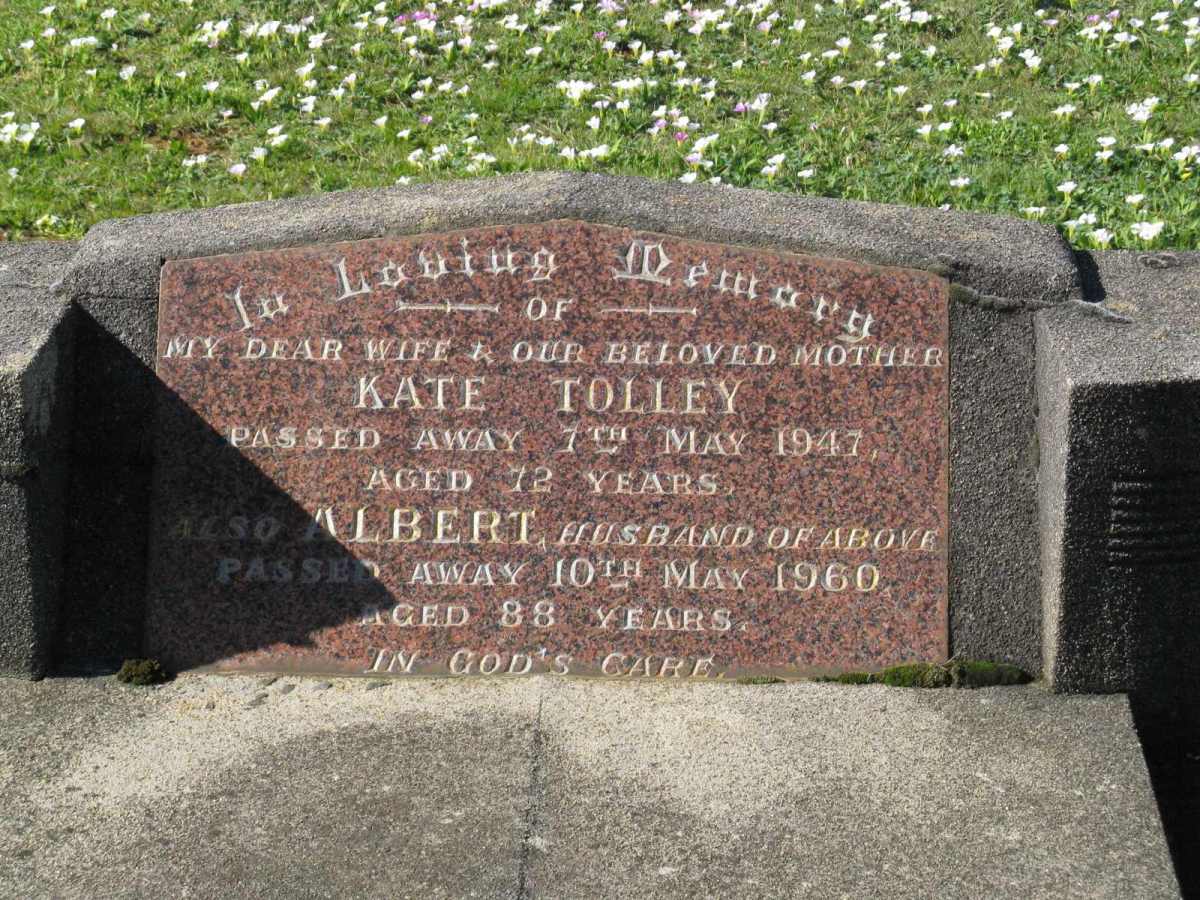 In Loving Memory
OF
MY DEAR WIFE & OUR BELOVED MOTHER
KATE TOLLEY
PASSED AWAY 7TH MAY 1947,
AGED 72 YEARS.
ALSO ALBERT, HUSBAND OF ABOVE
PASSED AWAY 10TH MAY 1960.
AGED 88 YEARS.
IN GOD'S CARE.